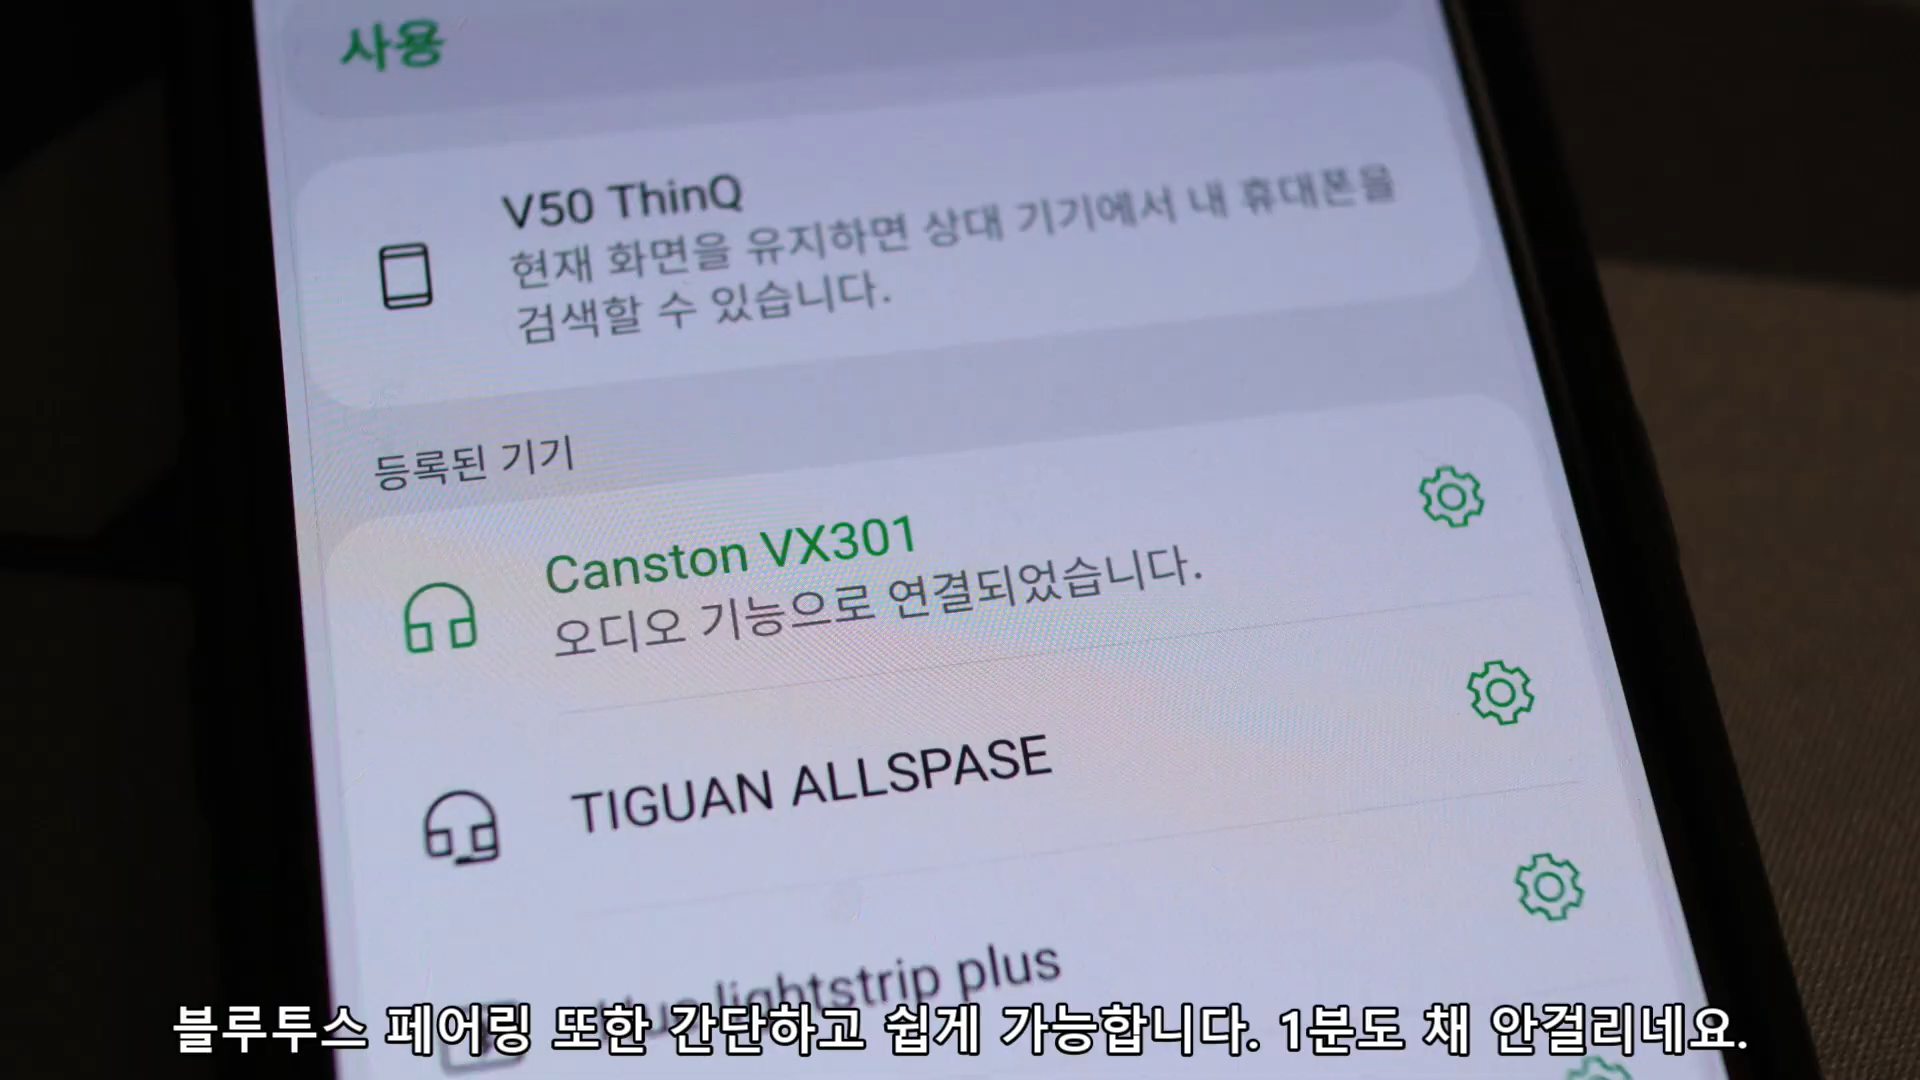 사용
V50 ThinQ
현재 화면을 유지하면 상대 기기에서 내 휴대폰을
검색할 수 있습니다.
등록된 기기
Canston VX301
오디오 기능으로 연결되었습니다.
TIGUAN ALLSPASE
Hue lightstrip plus
블루투스 페어링 또한 간단하고 쉽게 가능합니다. 1분도 채 안걸리네요.